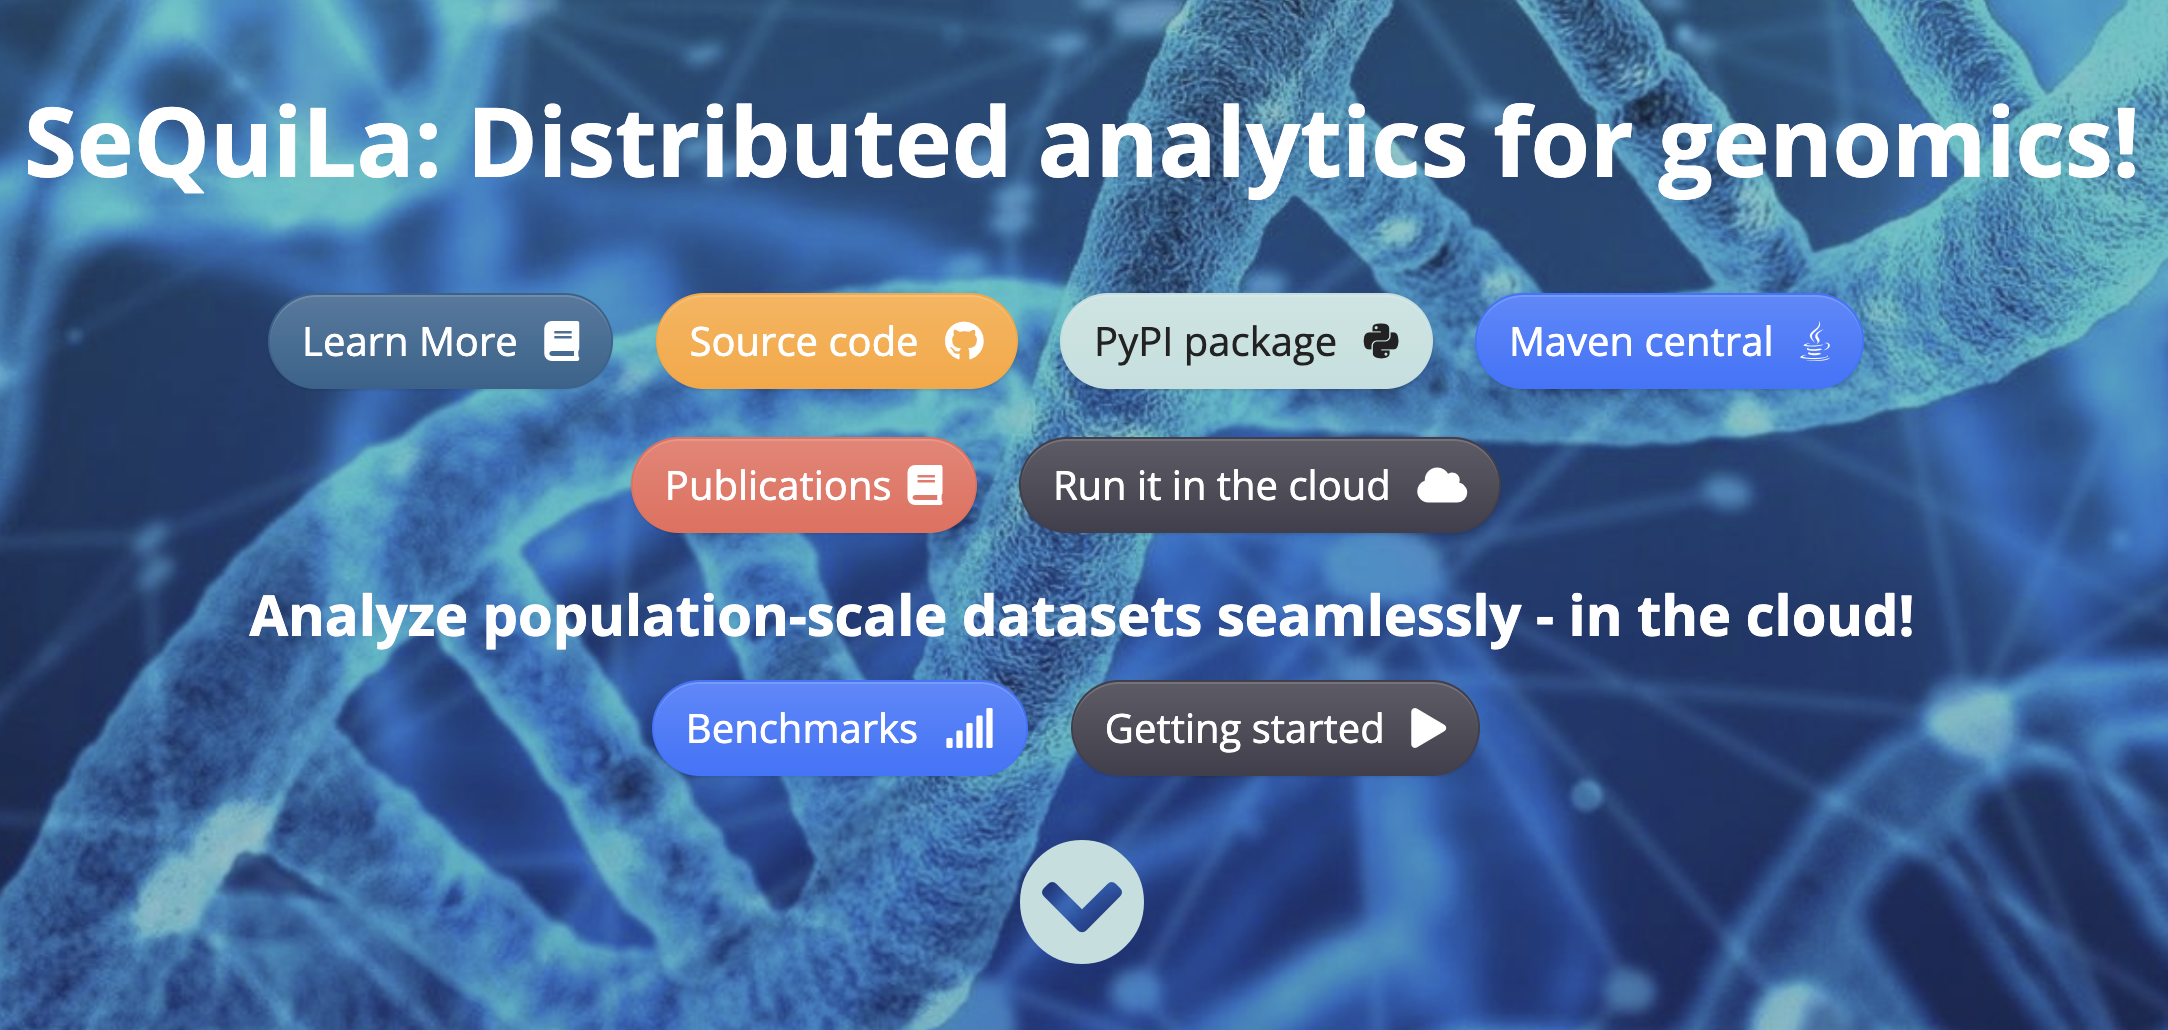 SeQuiLa: Distributed analytics for genomics!
Learn More
Source code
PyPI package
Maven central
Publications
Run it in the cloud
Analyze population-scale datasets seamlessly - in the cloud!
Benchmarks
Getting started